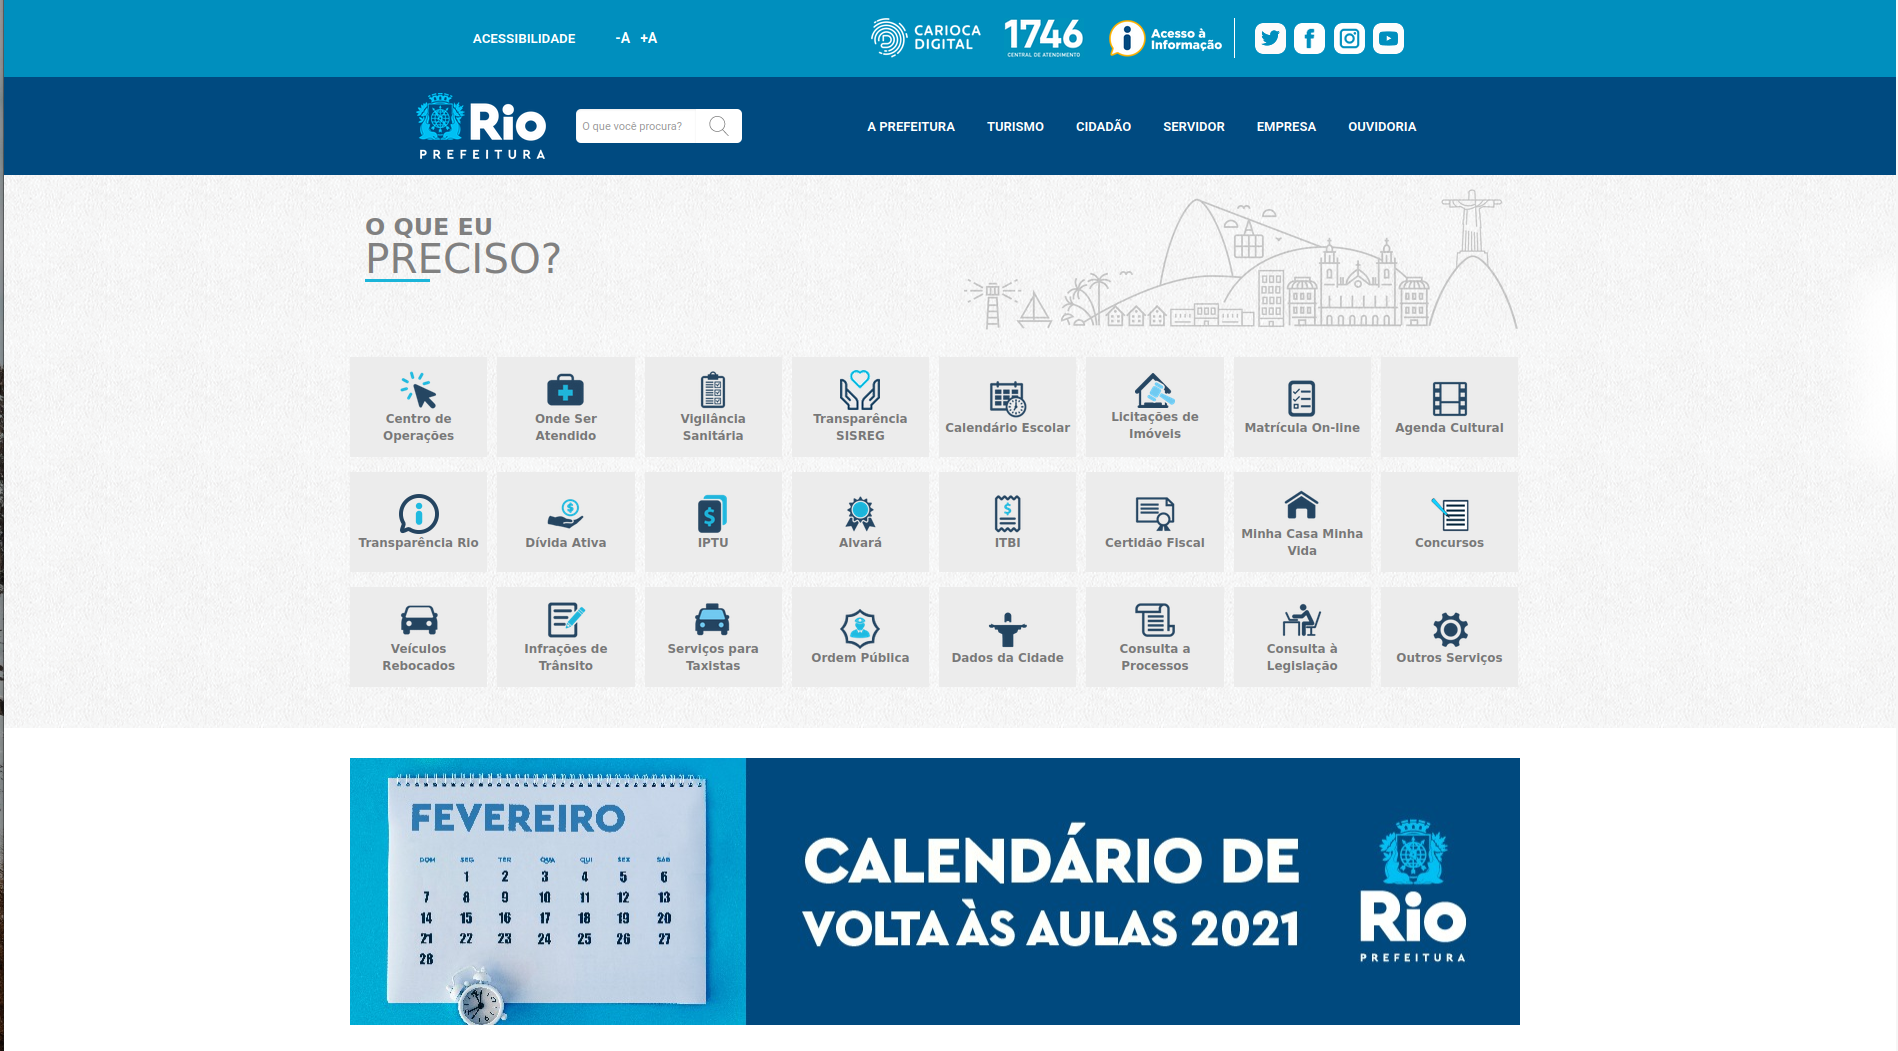 ACESSIBILIDADE -A +A
CARIOCA
DIGITAL
1746
CENTRAL DE ATENDIMENTO
Acesso à
Informação
Rio
PREFEITURA
O que você procura?
A PREFEITURA TURISMO CIDADÃO SERVIDOR EMPRESA OUVIDORIA
O QUE EU
PRECISO?
Centro de
Operações
Onde Ser
Atendido
Vigilância
Sanitária
Transparência
SISREG
Calendário Escolar
Licitações de
Imóveis
Matrícula On-line
Agenda Cultural
Transparência Rio
Dívida Ativa
IPTU
Alvará
ITBI
Certidão Fiscal
Minha Casa Minha
Vida
Concursos
Veículos
Rebocados
Infrações de
Trânsito
Serviços para
Taxistas
Ordem Pública
Dados da Cidade
Consulta a
Processos
Consulta à
Legislação
Outros Serviços
FEVEREIRO
DOM SEG TER QUA QUI SEX SAB
1 2 3 4 5 6
7 8 9 10 11 12 13
14 15 16 17 18 19 20
21 22 23 24 25 26 27
28
CALENDÁRIO DE
VOLTA ÀS AULAS 2021
Rio
PREFEITURA